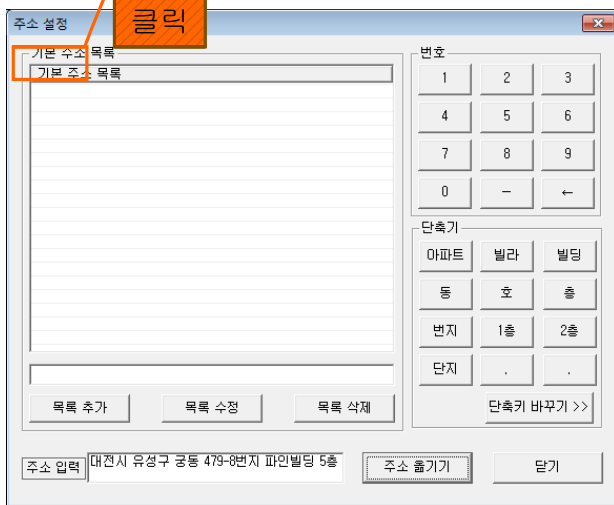 클릭
주소 설정
기본 주소 목록
기본 주소 목록
목록 추가 목록 수정 목록 삭제
번호
1 2 3
4 5 6
7 8 9
0 - ←
단축기
아파트 빌라 빌딩
동 호 층
번지 1층 2층
단지 . .
단축키 바꾸기 >>
주소 입력 대전시 유성구 궁동 479-8번지 파인빌딩 5층 주소 옮기기 닫기